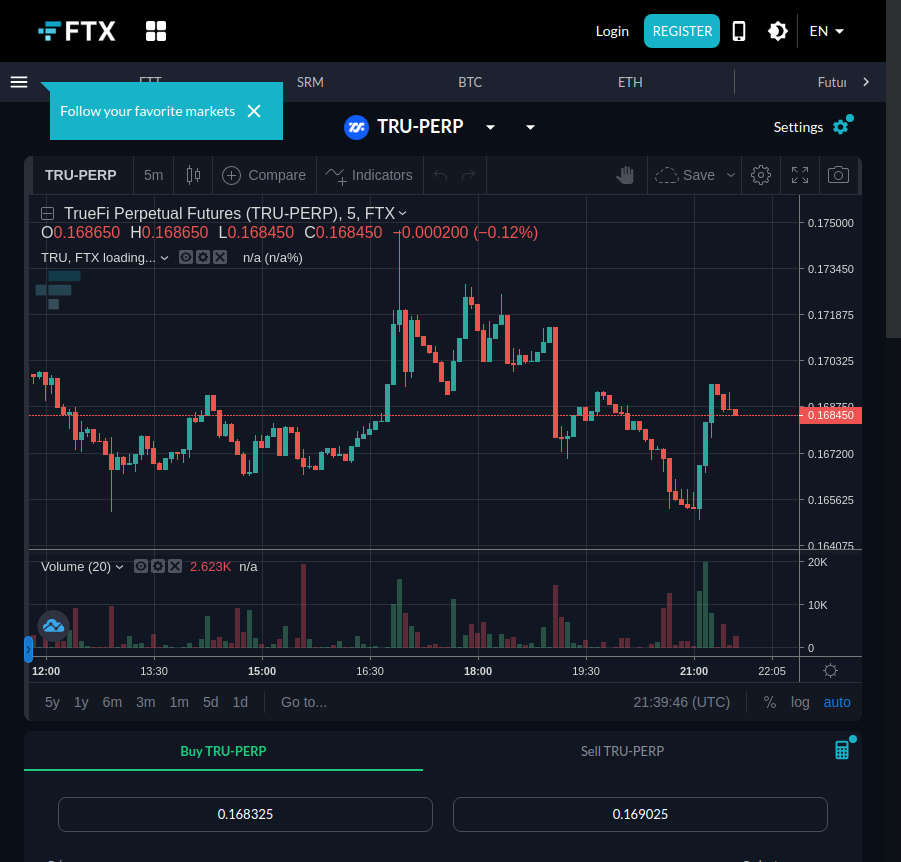 FTX
Login
REGISTER
EN
SRM
BTC
ETH
Futur
Follow your favorite markets
TRU-PERP
Settings
TRU-PERP 5m Compare Indicators Save
TrueFi Perpetual Futures (TRU-PERP), 5, FTX
O0.168650 H0.168650 L0.168450 C0.168450 −0.000200 (−0.12%)
TRU, FTX loading... n/a (n/a%)
0.175000
0.173450
0.171875
0.170325
0.168750
0.168450
0.167200
0.165625
0.164075
Volume (20) 2.623K n/a
20K
10K
0
12:00 13:30 15:00 16:30 18:00 19:30 21:00 22:05
5y 1y 6m 3m 1m 5d 1d Go to... 21:39:46 (UTC) % log auto
Buy TRU-PERP Sell TRU-PERP
0.168325 0.169025